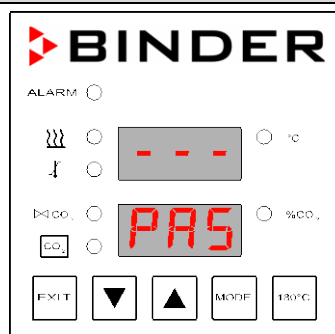 BINDER
ALARM
- - - °C
CO₂ PAS %CO₂
CO₂
EXIT MODE 180°C